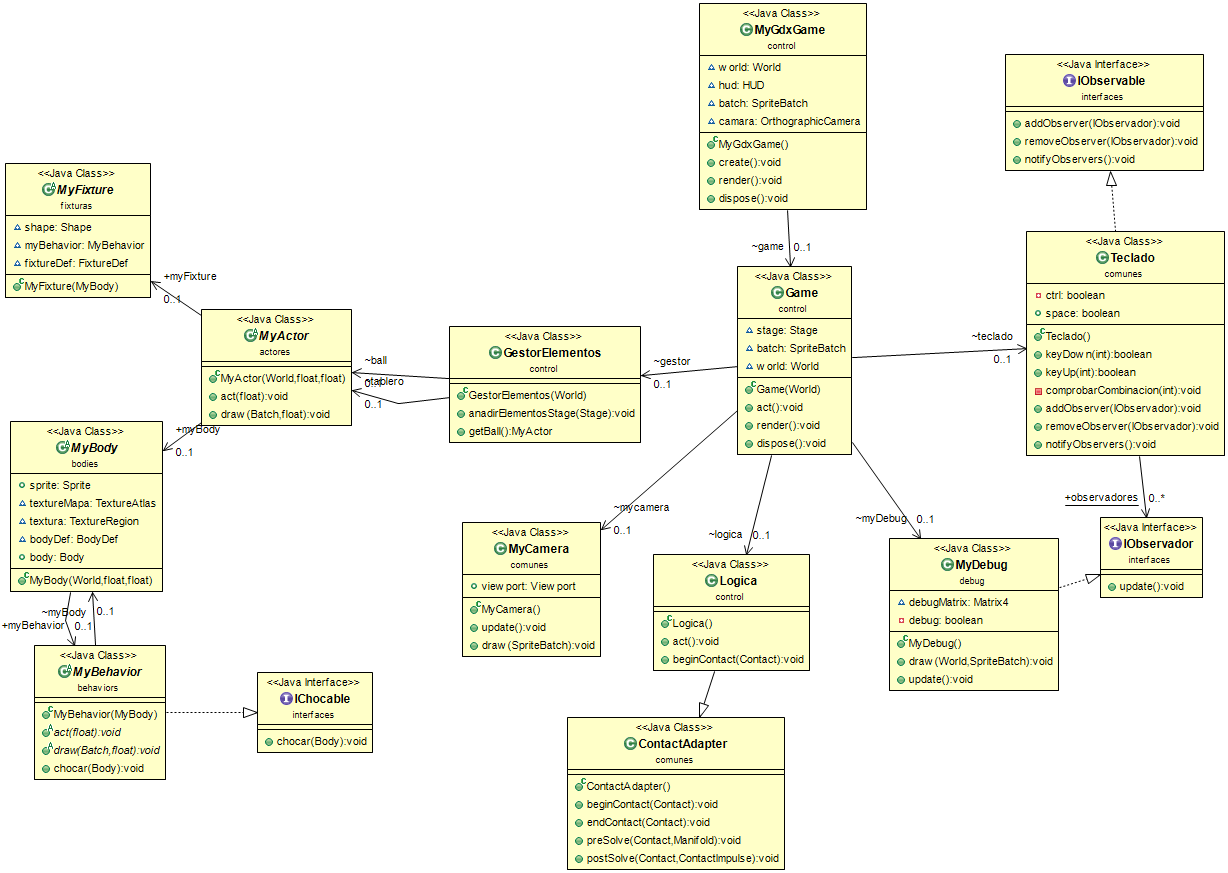 <<Java Class>>
MyGdxGame
control
world: World
hud: HUD
batch: SpriteBatch
camara: OrthographicCamera
MyGdxGame()
create():void
render():void
dispose():void
<<Java Interface>>
IObservable
interfaces
addObserver(IObservador):void
removeObserver(IObservador):void
notifyObservers():void
<<Java Class>>
MyFixture
fixturas
shape: Shape
myBehavior: MyBehavior
fixtureDef: FixtureDef
MyFixture(MyBody)
~game
0..1
<<Java Class>>
Teclado
comunes
ctrl: boolean
space: boolean
Teclado()
keyDown(int):boolean
keyUp(int):boolean
comprobarCombinacion(int):void
addObserver(IObservador):void
removeObserver(IObservador):void
notifyObservers():void
<<Java Class>>
Game
control
stage: Stage
batch: SpriteBatch
world: World
Game(World)
act():void
render():void
dispose():void
+myFixture
0..1
<<Java Class>>
MyActor
actores
MyActor(World,float,float)
act(float):void
draw(Batch,float):void
<<Java Class>>
GestorElementos
control
GestorElementos(World)
anadirElementosStage(Stage):void
getBall():MyActor
~ball
0..1
~tablero
0..1
~gestor
0..1
~teclado
0..1
+myBody
0..1
<<Java Class>>
MyBody
bodies
sprite: Sprite
textureMapa: TextureAtlas
textura: TextureRegion
bodyDef: BodyDef
body: Body
MyBody(World,float,float)
~mycamera
0..1
~logica
0..1
~myDebug
0..1
+observadores
0..*
<<Java Class>>
MyCamera
comunes
viewport: Viewport
MyCamera()
update():void
draw(SpriteBatch):void
<<Java Class>>
Logica
control
Logica()
act():void
beginContact(Contact):void
<<Java Class>>
MyDebug
debug
debugMatrix: Matrix4
debug: boolean
MyDebug()
draw(World,SpriteBatch):void
update():void
<<Java Interface>>
IObservador
interfaces
update():void
~myBody
0..1
+myBehavior
0..1
<<Java Class>>
MyBehavior
behaviors
MyBehavior(MyBody)
act(float):void
draw(Batch,float):void
chocar(Body):void
<<Java Interface>>
IChocable
interfaces
chocar(Body):void
<<Java Class>>
ContactAdapter
comunes
ContactAdapter()
beginContact(Contact):void
endContact(Contact):void
preSolve(Contact,Manifold):void
postSolve(Contact,ContactImpulse):void